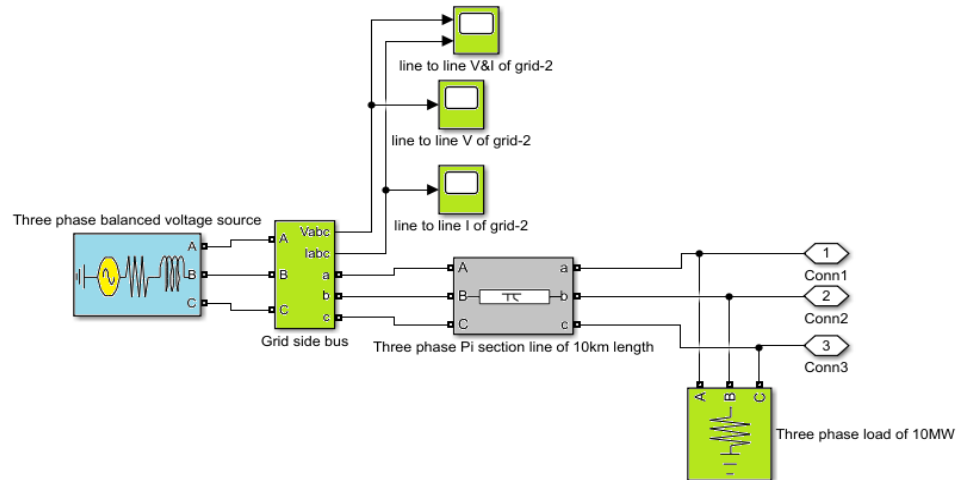 line to line V&I of grid-2
line to line V of grid-2
line to line I of grid-2
Three phase balanced voltage source
A
B
C
A
B
C
Vabc
Iabc
a
b
c
Grid side bus
A
B
C
a
b
c
Three phase Pi section line of 10km length
1
Conn1
2
Conn2
3
Conn3
A
B
C
Three phase load of 10MW